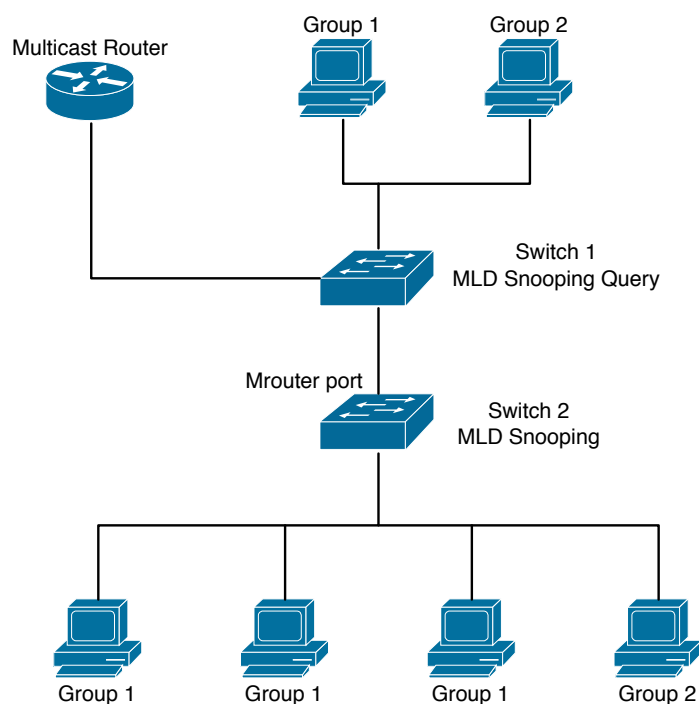 Group 1
Group 2
Multicast Router
Switch 1
MLD Snooping Query
Mrouter port
Switch 2
MLD Snooping
Group 1
Group 1
Group 1
Group 2